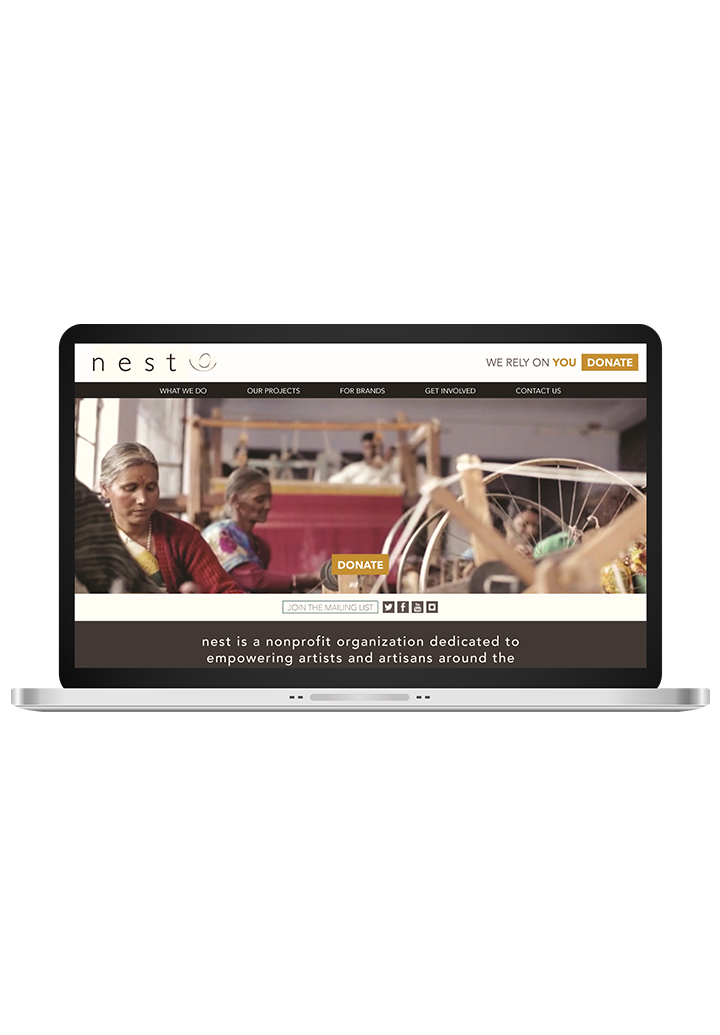 nest
WE RELY ON YOU DONATE
WHAT WE DO OUR PROJECTS FOR BRANDS GET INVOLVED CONTACT US
DONATE
JOIN THE MAILING LIST
nest is a nonprofit organization dedicated to
empowering artists and artisans around the